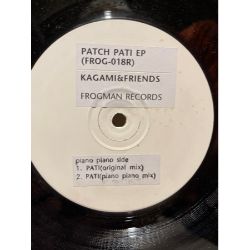 PATCH PATI EP
(FROG-018R)
KAGAMI&FRIENDS
FROGMAN RECORDS
piano piano side
1. PATI(original mix)
2. PATI(piano piano mix)